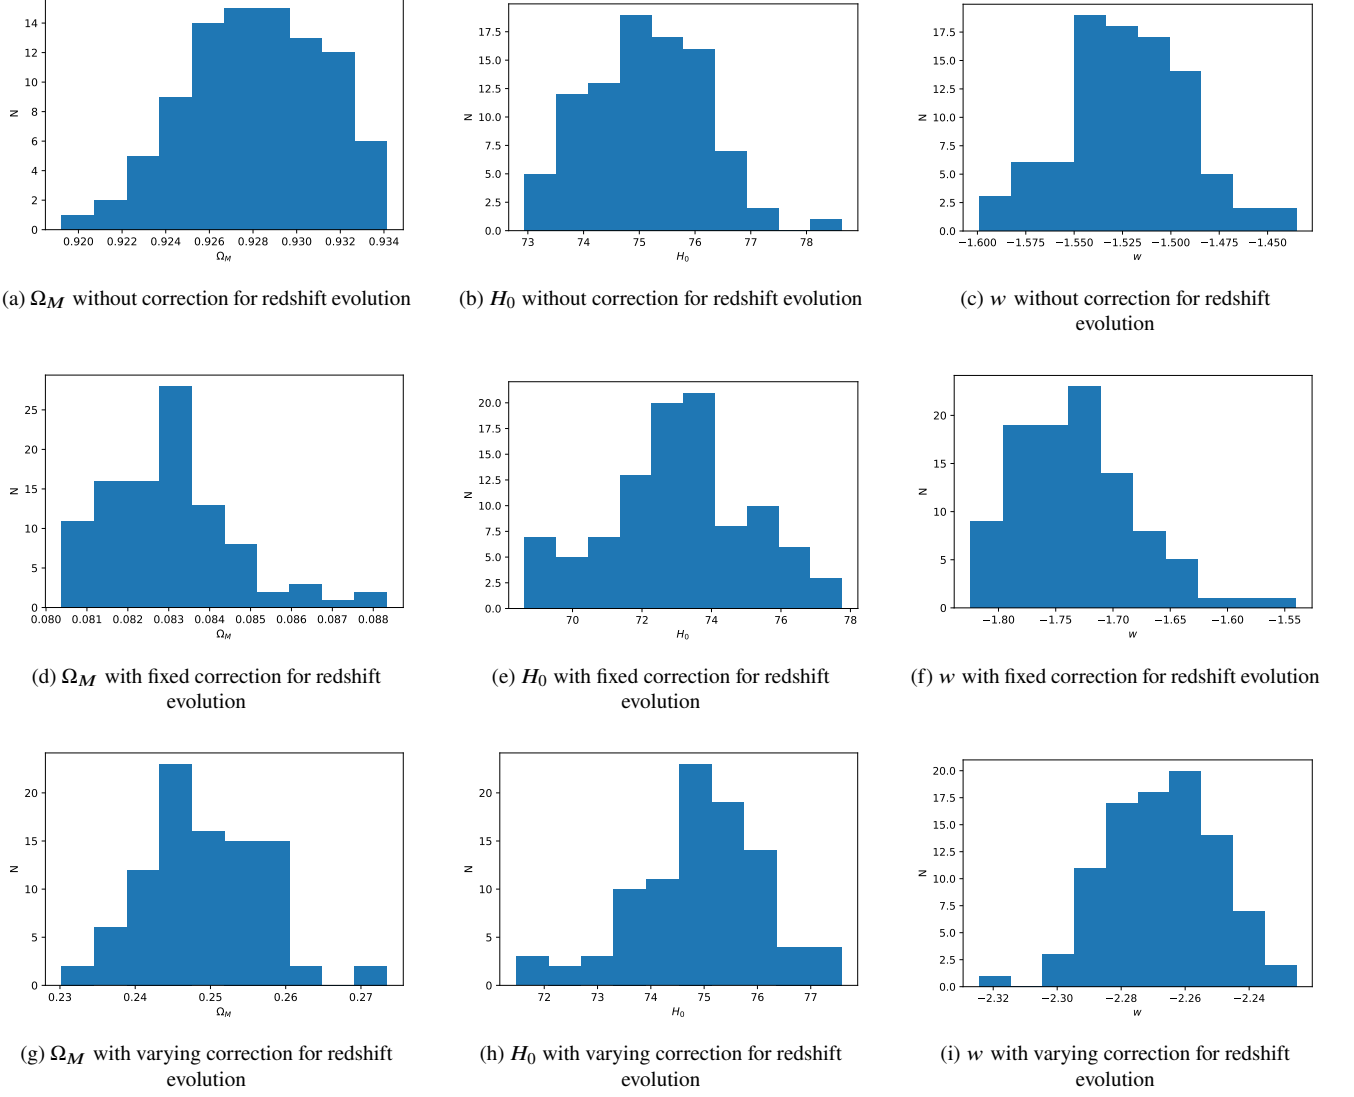 14
12
10
8
6
4
2
0
N
0.920 0.922 0.924 0.926 0.928 0.930 0.932 0.934
Ω_M
(a) Ω_M without correction for redshift evolution
17.5
15.0
12.5
10.0
7.5
5.0
2.5
0.0
N
73 74 75 76 77 78
H_0
(b) H_0 without correction for redshift evolution
17.5
15.0
12.5
10.0
7.5
5.0
2.5
0.0
N
−1.600 −1.575 −1.550 −1.525 −1.500 −1.475 −1.450
w
(c) w without correction for redshift
evolution
25
20
15
10
5
0
N
0.080 0.081 0.082 0.083 0.084 0.085 0.086 0.087 0.088
Ω_M
(d) Ω_M with fixed correction for redshift
evolution
20.0
17.5
15.0
12.5
10.0
7.5
5.0
2.5
0.0
N
70 72 74 76 78
H_0
(e) H_0 with fixed correction for redshift
evolution
20
15
10
5
0
N
−1.80 −1.75 −1.70 −1.65 −1.60 −1.55
w
(f) w with fixed correction for redshift evolution
20
15
10
5
0
N
0.23 0.24 0.25 0.26 0.27
Ω_M
(g) Ω_M with varying correction for redshift
evolution
20
15
10
5
0
N
72 73 74 75 76 77
H_0
(h) H_0 with varying correction for redshift
evolution
20.0
17.5
15.0
12.5
10.0
7.5
5.0
2.5
0.0
N
−2.32 −2.30 −2.28 −2.26 −2.24
w
(i) w with varying correction for redshift
evolution